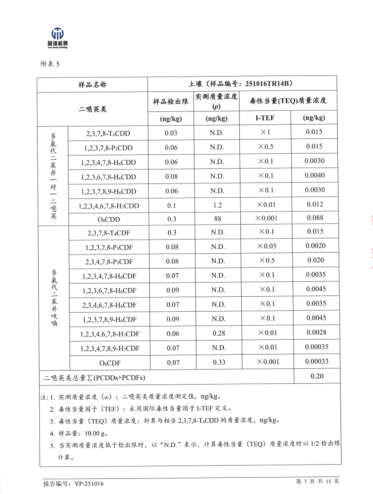 国咨检测
附表 5
样品名称 土壤（样品编号：251016TR14B）
二噁英类 样品检出限 实测质量浓度(ρ) 毒性当量(TEQ)质量浓度
(ng/kg) (ng/kg) I-TEF (ng/kg)
多氯代二苯并-对-二噁英
2,3,7,8-T₄CDD 0.03 N.D. ×1 0.015
1,2,3,7,8-P₅CDD 0.06 N.D. ×0.5 0.015
1,2,3,4,7,8-H₆CDD 0.06 N.D. ×0.1 0.0030
1,2,3,6,7,8-H₆CDD 0.08 N.D. ×0.1 0.0040
1,2,3,7,8,9-H₆CDD 0.06 N.D. ×0.1 0.0030
1,2,3,4,6,7,8-H₇CDD 0.1 1.2 ×0.01 0.012
O₈CDD 0.3 88 ×0.001 0.088
多氯代二苯并呋喃
2,3,7,8-T₄CDF 0.3 N.D. ×0.1 0.015
1,2,3,7,8-P₅CDF 0.08 N.D. ×0.05 0.0020
2,3,4,7,8-P₅CDF 0.08 N.D. ×0.5 0.020
1,2,3,4,7,8-H₆CDF 0.07 N.D. ×0.1 0.0035
1,2,3,6,7,8-H₆CDF 0.09 N.D. ×0.1 0.0045
2,3,4,6,7,8-H₆CDF 0.07 N.D. ×0.1 0.0035
1,2,3,7,8,9-H₆CDF 0.09 N.D. ×0.1 0.0045
1,2,3,4,6,7,8-H₇CDF 0.06 0.28 ×0.01 0.0028
1,2,3,4,7,8,9-H₇CDF 0.07 N.D. ×0.01 0.00035
O₈CDF 0.07 0.33 ×0.001 0.00033
二噁英类总量∑(PCDDs+PCDFs) 0.20
注: 1. 实测质量浓度（w）：二噁英类质量浓度测定值，ng/kg。
2. 毒性当量因子（TEF）：采用国际毒性当量因子 I-TEF 定义。
3. 毒性当量（TEQ）质量浓度：折算为相当 2,3,7,8-T₄CDD 的质量浓度，ng/kg。
4. 样品量：10.00 g。
5. 当实测质量浓度低于检出限时，以“N.D.”表示，计算毒性当量（TEQ）质量浓度时以 1/2 检出限
计算。
报告编号：YP-251016 第 7 页 共 15 页